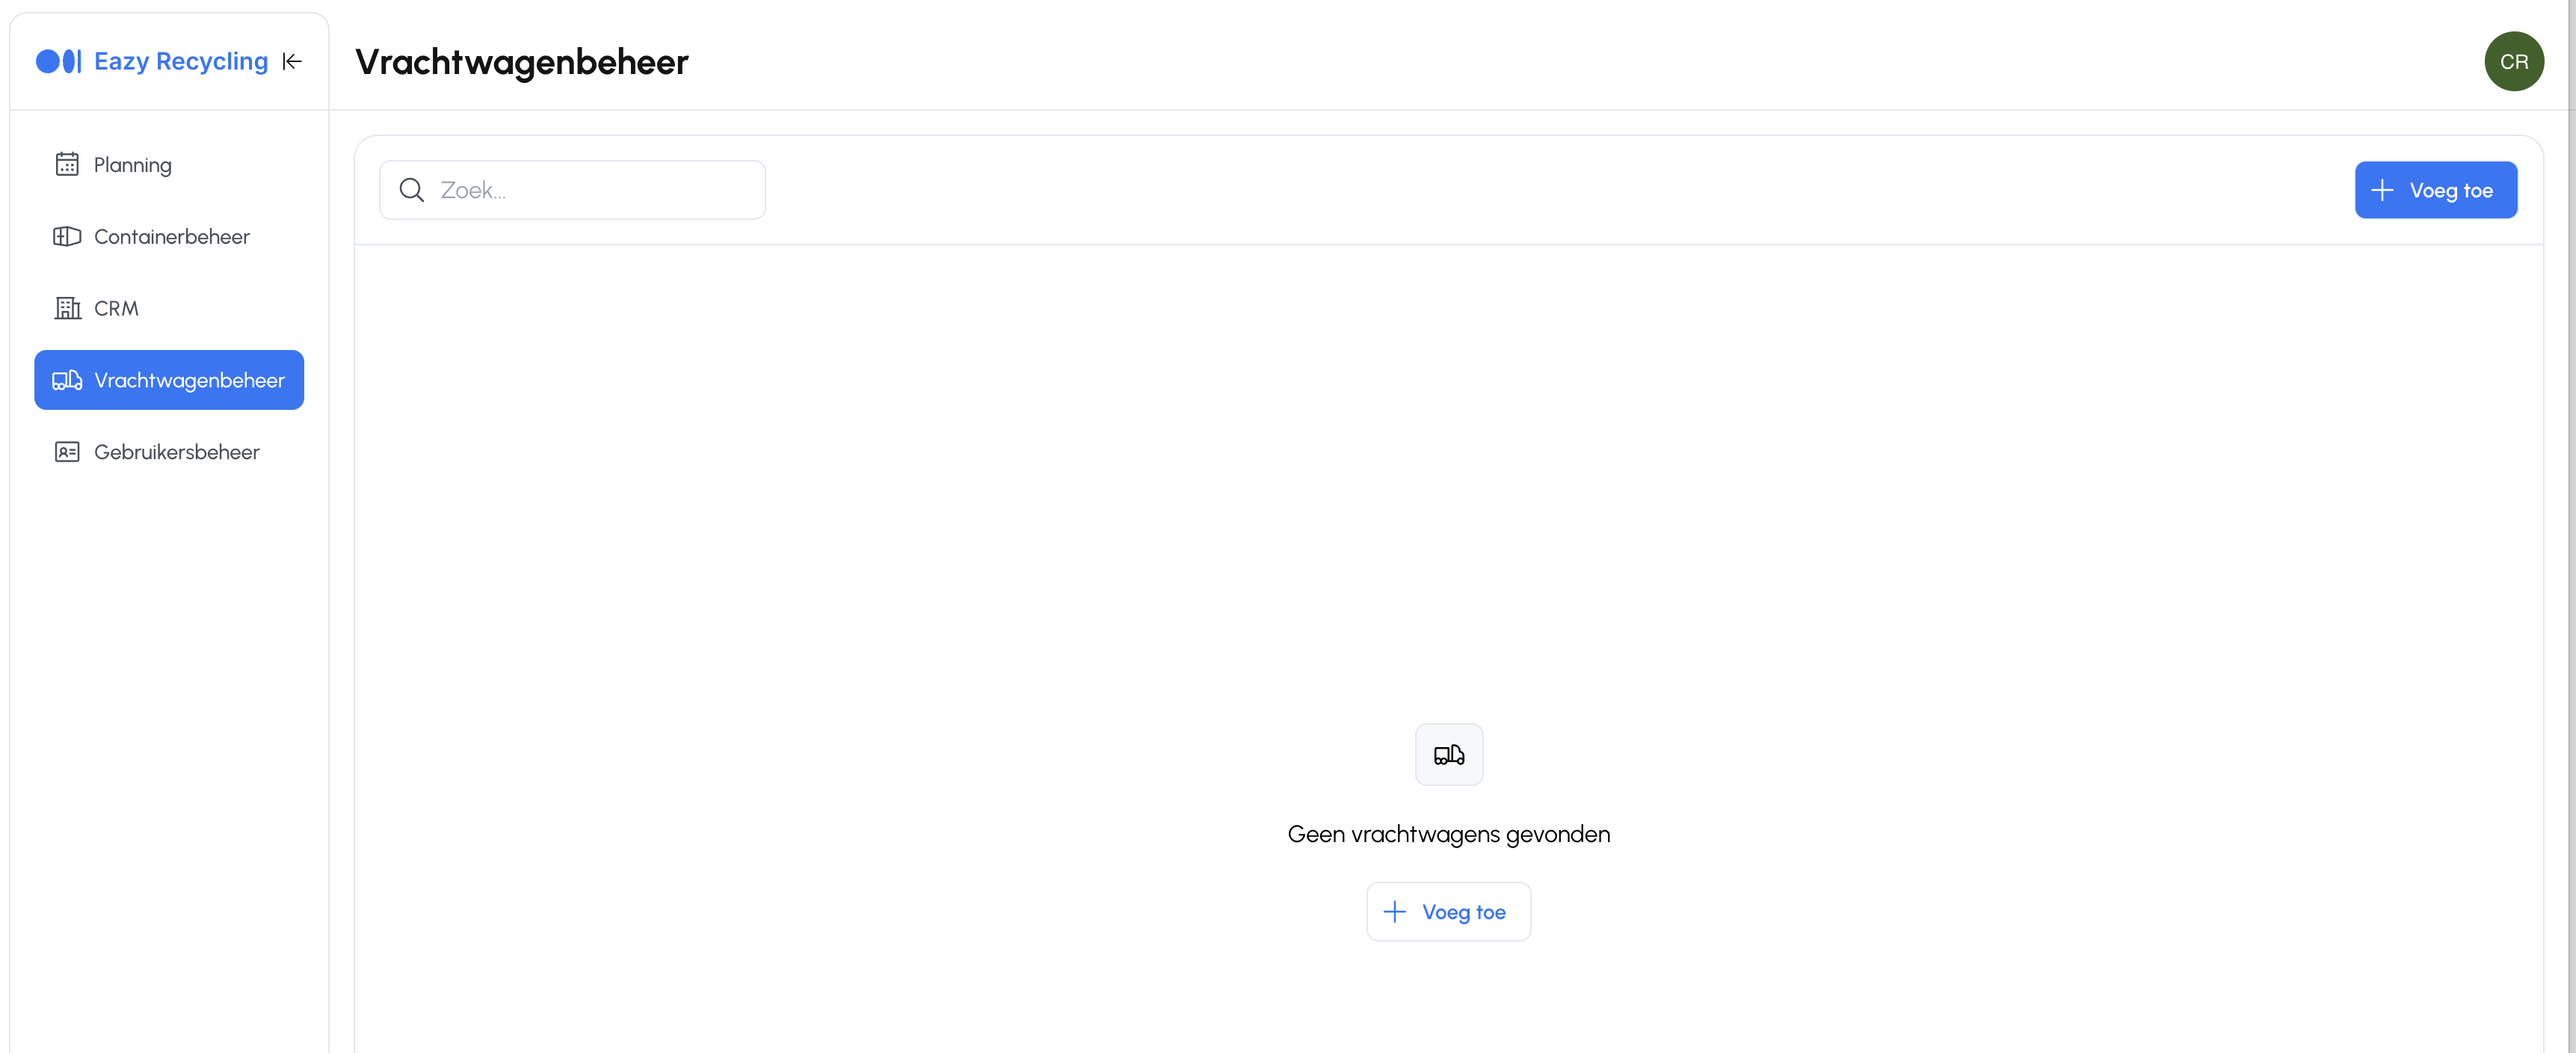 Eazy Recycling
Vrachtwagenbeheer
CR
Planning
Containerbeheer
CRM
Vrachtwagenbeheer
Gebruikersbeheer
Zoek...
Voeg toe
Geen vrachtwagens gevonden
Voeg toe